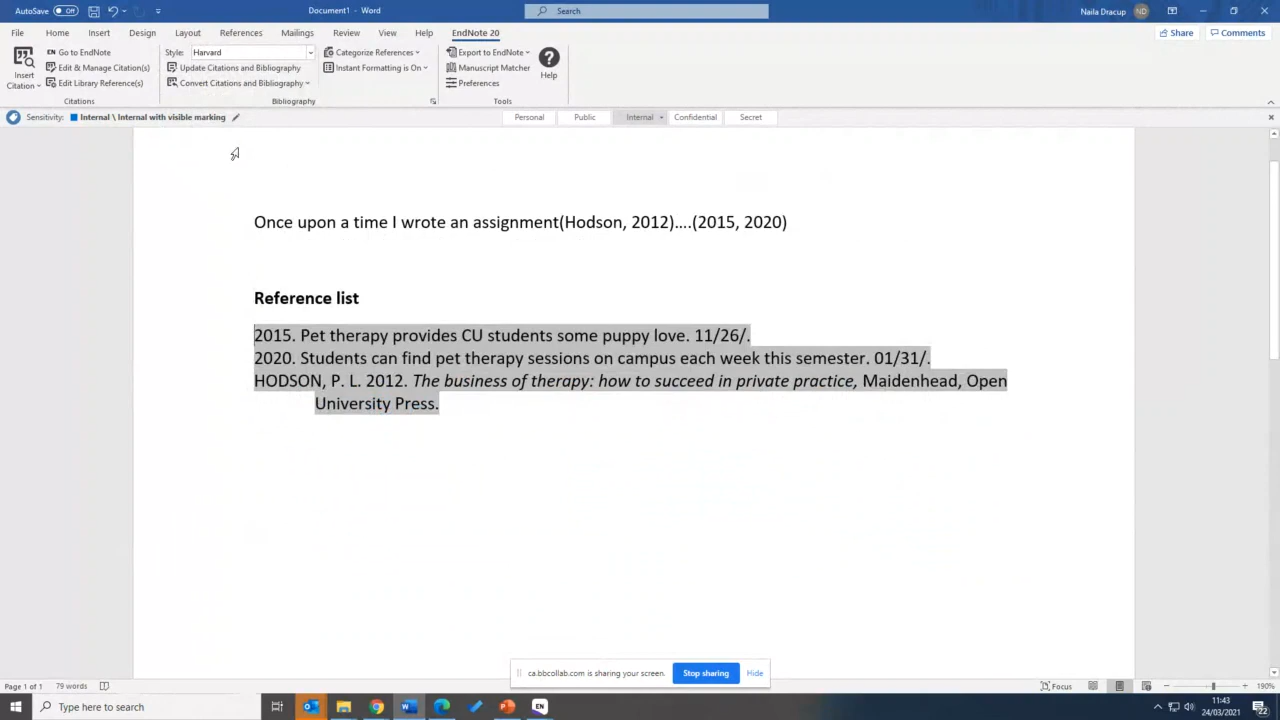 AutoSave Off Document1 - Word Search Naila Dracup ND
File Home Insert Design Layout References Mailings Review View Help EndNote 20 Share Comments
EN Go to EndNote Style: Harvard Categorize References Export to EndNote
Insert Citation Edit & Manage Citation(s) Update Citations and Bibliography Instant Formatting is On Manuscript Matcher Help
Edit Library Reference(s) Convert Citations and Bibliography Preferences
Citations Bibliography Tools
Sensitivity: Internal \ Internal with visible marking Personal Public Internal Confidential Secret
Once upon a time I wrote an assignment(Hodson, 2012)....(2015, 2020)
Reference list
2015. Pet therapy provides CU students some puppy love. 11/26/.
2020. Students can find pet therapy sessions on campus each week this semester. 01/31/.
HODSON, P. L. 2012. The business of therapy: how to succeed in private practice, Maidenhead, Open
University Press.
ca.bbcollab.com is sharing your screen. Stop sharing Hide
Page 1 of 1 79 words Focus 190%
Type here to search EN 11:43
24/03/2021 22